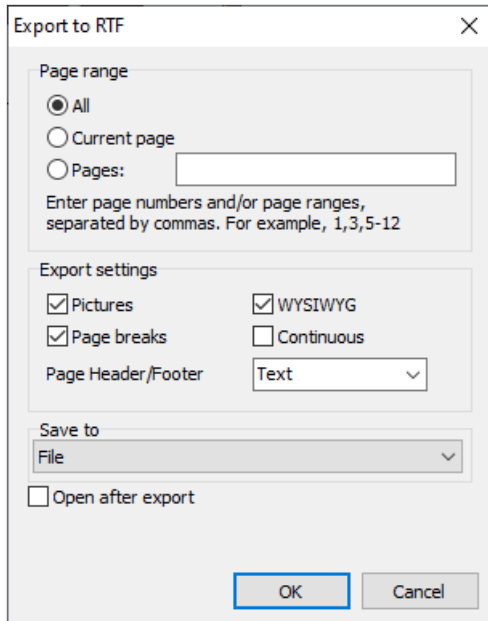 Export to RTF
Page range
All
Current page
Pages:
Enter page numbers and/or page ranges,
separated by commas. For example, 1,3,5-12
Export settings
Pictures
WYSIWYG
Page breaks
Continuous
Page Header/Footer
Text
Save to
File
Open after export
OK
Cancel